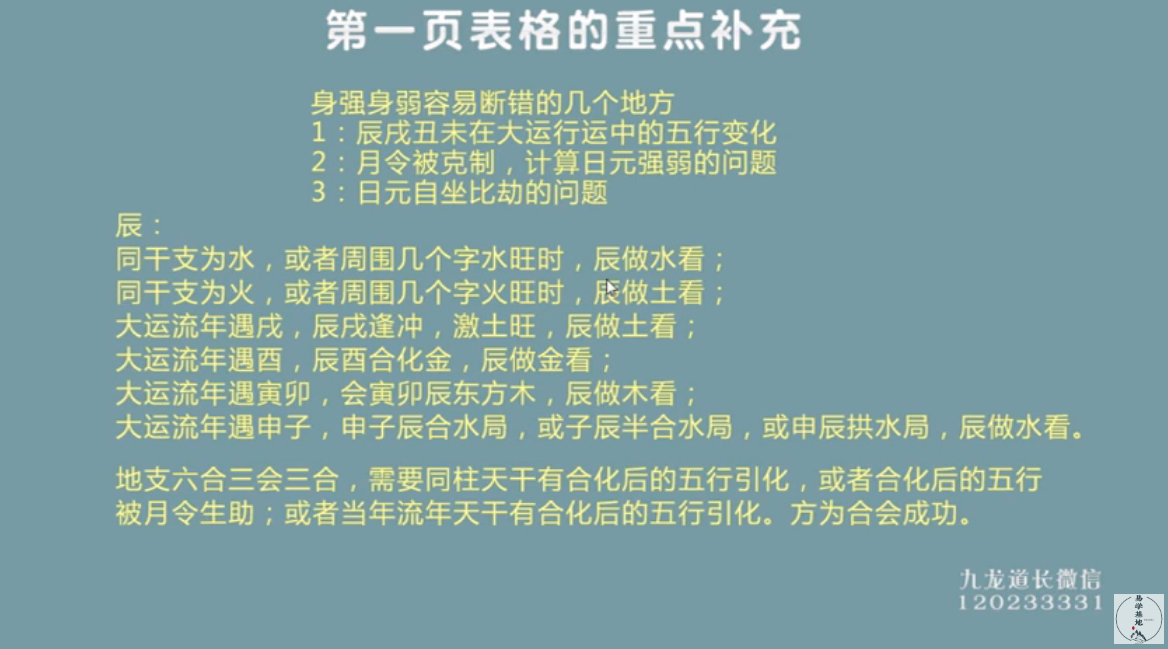 第一页表格的重点补充
身强身弱容易断错的几个地方
1：辰戌丑未在大运行运中的五行变化
2：月令被克制，计算日元强弱的问题
3：日元自坐比劫的问题
辰：
同干支为水，或者周围几个字水旺时，辰做水看；
同干支为火，或者周围几个字火旺时，辰做土看；
大运流年遇戌，辰戌逢冲，激土旺，辰做土看；
大运流年遇酉，辰酉合化金，辰做金看；
大运流年遇寅卯，会寅卯辰东方木，辰做木看；
大运流年遇申子，申子辰合水局，或子辰半合水局，或申辰拱水局，辰做水看。
地支六合三会三合，需要同柱天干有合化后的五行引化，或者合化后的五行
被月令生助；或者当年流年天干有合化后的五行引化。方为合会成功。
九龙道长微信
120233331
易学基地